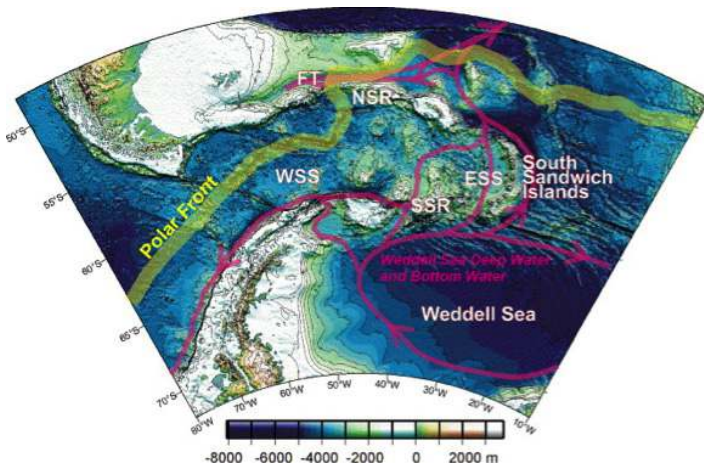 50°S
55°S
60°S
65°S
70°S
FT
NSR
Polar Front
WSS
ESS
SSR
South
Sandwich
Islands
Weddell Sea Deep Water
and Bottom Water
Weddell Sea
80°W
70°W
60°W
50°W
40°W
30°W
20°W
10°W
-8000 -6000 -4000 -2000 0 2000 m